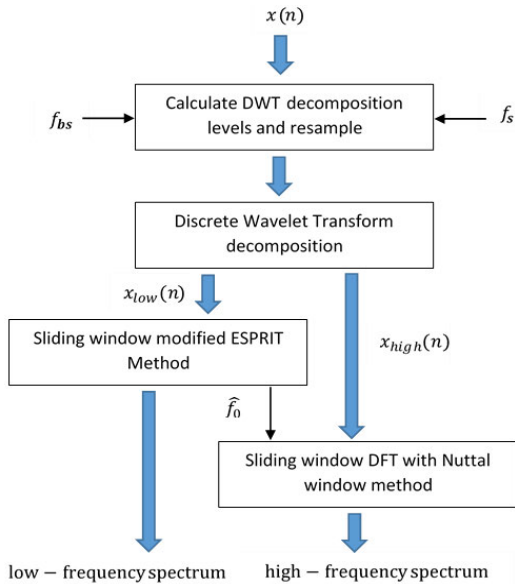 x(n)
Calculate DWT decomposition
levels and resample
f_bs
f_s
Discrete Wavelet Transform
decomposition
x_low(n)
Sliding window modified ESPRIT
Method
x_high(n)
f̂_0
Sliding window DFT with Nuttal
window method
low − frequency spectrum
high − frequency spectrum